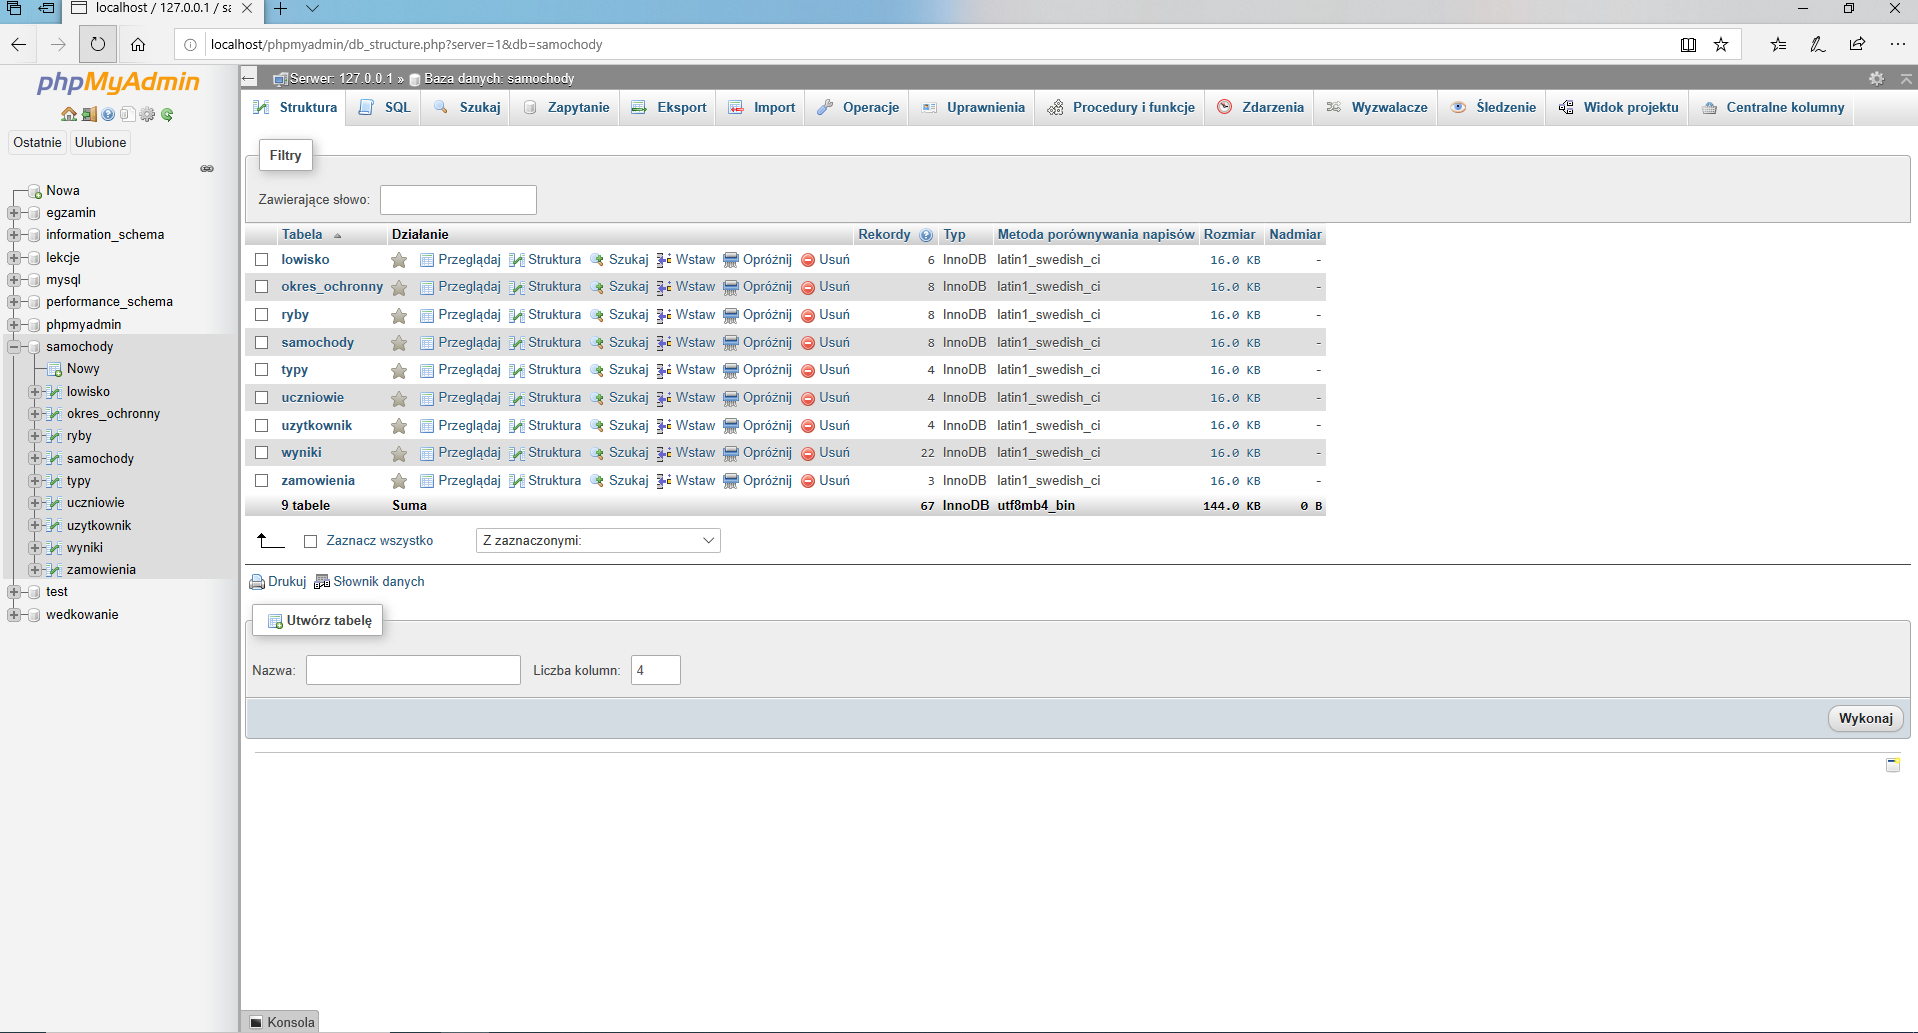 localhost / 127.0.0.1 / sa
localhost/phpmyadmin/db_structure.php?server=1&db=samochody
phpMyAdmin
Ostatnie Ulubione
Nowa
egzamin
information_schema
lekcje
mysql
performance_schema
phpmyadmin
samochody
Nowy
lowisko
okres_ochronny
ryby
samochody
typy
uczniowie
uzytkownik
wyniki
zamowienia
test
wedkowanie
Serwer: 127.0.0.1 » Baza danych: samochody
Struktura SQL Szukaj Zapytanie Eksport Import Operacje Uprawnienia Procedury i funkcje Zdarzenia Wyzwalacze Śledzenie Widok projektu Centralne kolumny
Filtry
Zawierające słowo:
Tabela Działanie Rekordy Typ Metoda porównywania napisów Rozmiar Nadmiar
lowisko Przeglądaj Struktura Szukaj Wstaw Opróżnij Usuń 6 InnoDB latin1_swedish_ci 16.0 KB -
okres_ochronny Przeglądaj Struktura Szukaj Wstaw Opróżnij Usuń 8 InnoDB latin1_swedish_ci 16.0 KB -
ryby Przeglądaj Struktura Szukaj Wstaw Opróżnij Usuń 8 InnoDB latin1_swedish_ci 16.0 KB -
samochody Przeglądaj Struktura Szukaj Wstaw Opróżnij Usuń 8 InnoDB latin1_swedish_ci 16.0 KB -
typy Przeglądaj Struktura Szukaj Wstaw Opróżnij Usuń 4 InnoDB latin1_swedish_ci 16.0 KB -
uczniowie Przeglądaj Struktura Szukaj Wstaw Opróżnij Usuń 4 InnoDB latin1_swedish_ci 16.0 KB -
uzytkownik Przeglądaj Struktura Szukaj Wstaw Opróżnij Usuń 4 InnoDB latin1_swedish_ci 16.0 KB -
wyniki Przeglądaj Struktura Szukaj Wstaw Opróżnij Usuń 22 InnoDB latin1_swedish_ci 16.0 KB -
zamowienia Przeglądaj Struktura Szukaj Wstaw Opróżnij Usuń 3 InnoDB latin1_swedish_ci 16.0 KB -
9 tabele Suma 67 InnoDB utf8mb4_bin 144.0 KB 0 B
Zaznacz wszystko Z zaznaczonymi:
Drukuj Słownik danych
Utwórz tabelę
Nazwa: Liczba kolumn: 4
Wykonaj
Konsola